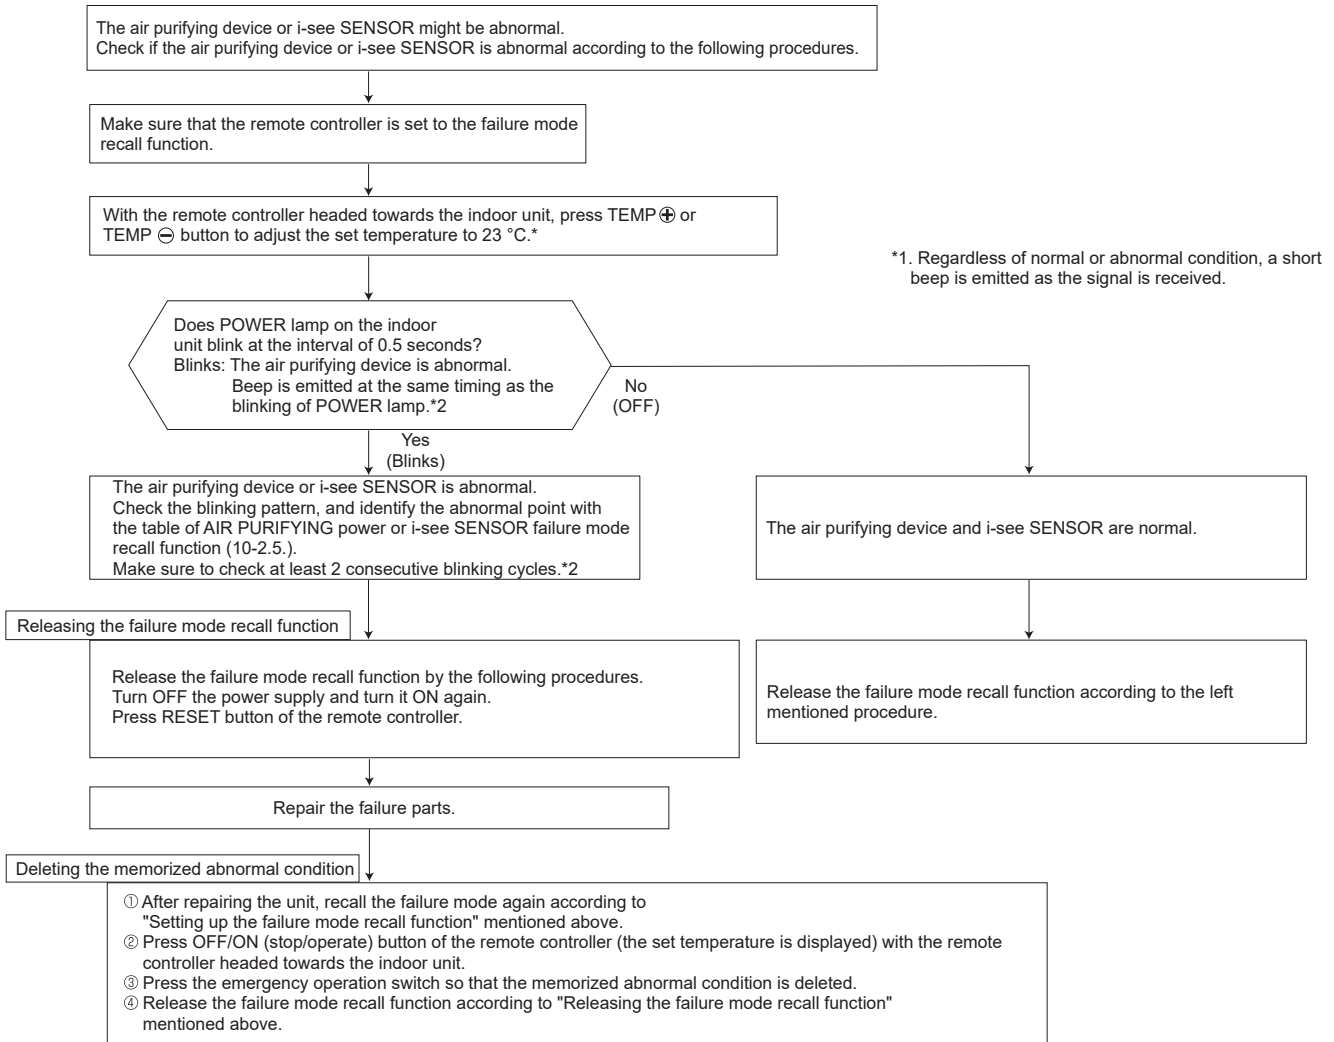 The air purifying device or i-see SENSOR might be abnormal.
Check if the air purifying device or i-see SENSOR is abnormal according to the following procedures.
Make sure that the remote controller is set to the failure mode
recall function.
With the remote controller headed towards the indoor unit, press TEMP ⊕ or
TEMP ⊖ button to adjust the set temperature to 23 °C.*
*1. Regardless of normal or abnormal condition, a short
beep is emitted as the signal is received.
Does POWER lamp on the indoor
unit blink at the interval of 0.5 seconds?
Blinks: The air purifying device is abnormal.
Beep is emitted at the same timing as the
blinking of POWER lamp.*2
No
(OFF)
Yes
(Blinks)
The air purifying device or i-see SENSOR is abnormal.
Check the blinking pattern, and identify the abnormal point with
the table of AIR PURIFYING power or i-see SENSOR failure mode
recall function (10-2.5.).
Make sure to check at least 2 consecutive blinking cycles.*2
The air purifying device and i-see SENSOR are normal.
Releasing the failure mode recall function
Release the failure mode recall function by the following procedures.
Turn OFF the power supply and turn it ON again.
Press RESET button of the remote controller.
Release the failure mode recall function according to the left
mentioned procedure.
Repair the failure parts.
Deleting the memorized abnormal condition
① After repairing the unit, recall the failure mode again according to
"Setting up the failure mode recall function" mentioned above.
② Press OFF/ON (stop/operate) button of the remote controller (the set temperature is displayed) with the remote
controller headed towards the indoor unit.
③ Press the emergency operation switch so that the memorized abnormal condition is deleted.
④ Release the failure mode recall function according to "Releasing the failure mode recall function"
mentioned above.